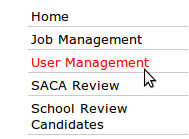 Home
Job Management
User Management
SACA Review
School Review
Candidates